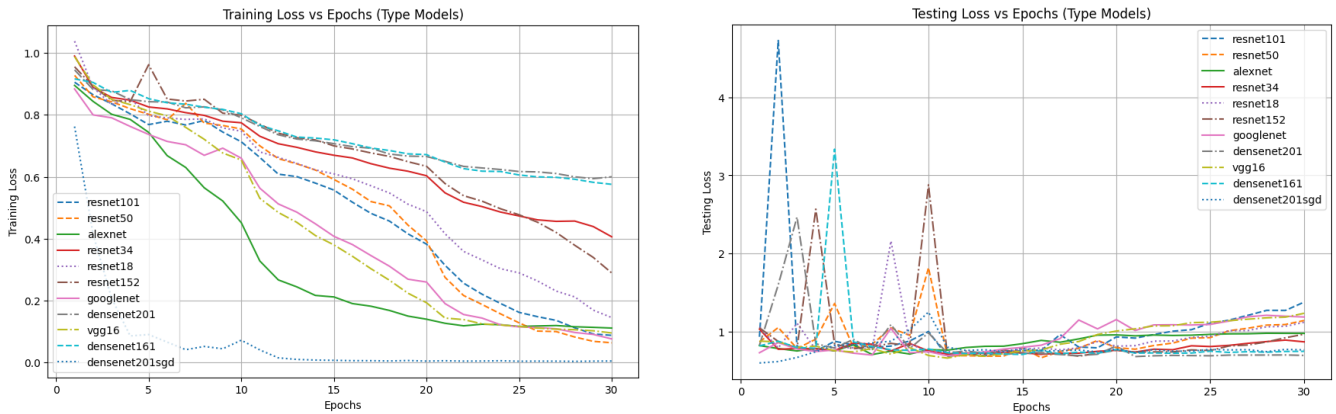 Training Loss vs Epochs (Type Models)
Training Loss
1.0
0.8
0.6
0.4
0.2
0.0
resnet101
resnet50
alexnet
resnet34
resnet18
resnet152
googlenet
densenet201
vgg16
densenet161
densenet201sgd
0
5
10
15
20
25
30
Epochs
Testing Loss vs Epochs (Type Models)
Testing Loss
4
3
2
1
resnet101
resnet50
alexnet
resnet34
resnet18
resnet152
googlenet
densenet201
vgg16
densenet161
densenet201sgd
0
5
10
15
20
25
30
Epochs